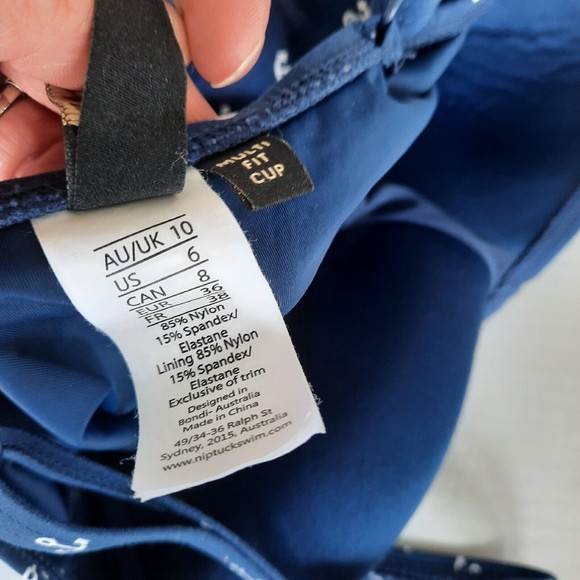 MULTI
FIT
CUP
AU/UK 10
US 6
CAN 8
EUR 36
FR 38
85% Nylon
15% Spandex/
Elastane
Lining 85% Nylon
15% Spandex/
Elastane
Exclusive of trim
Designed in
Bondi- Australia
Made in China
49/34-36 Ralph St
Sydney, 2015, Australia
www.niptuckswim.com